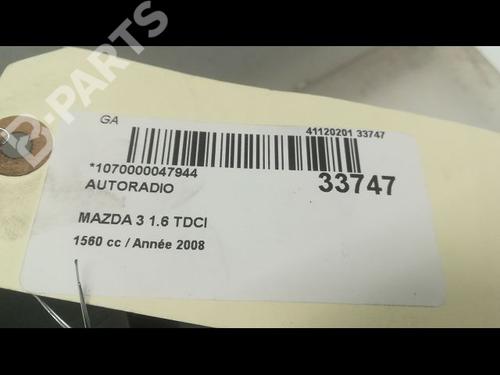 B-PARTS
GA
41120201 33747
*1070000047944
33747
AUTORADIO
MAZDA 3 1.6 TDCI
1560 cc / Année 2008